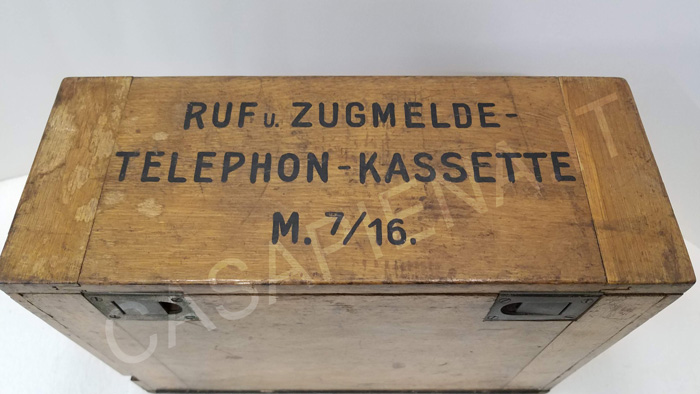 RUF u. ZUGMELDE-
TELEPHON-KASSETTE
M. 7/16.
CASAPIENA.IT